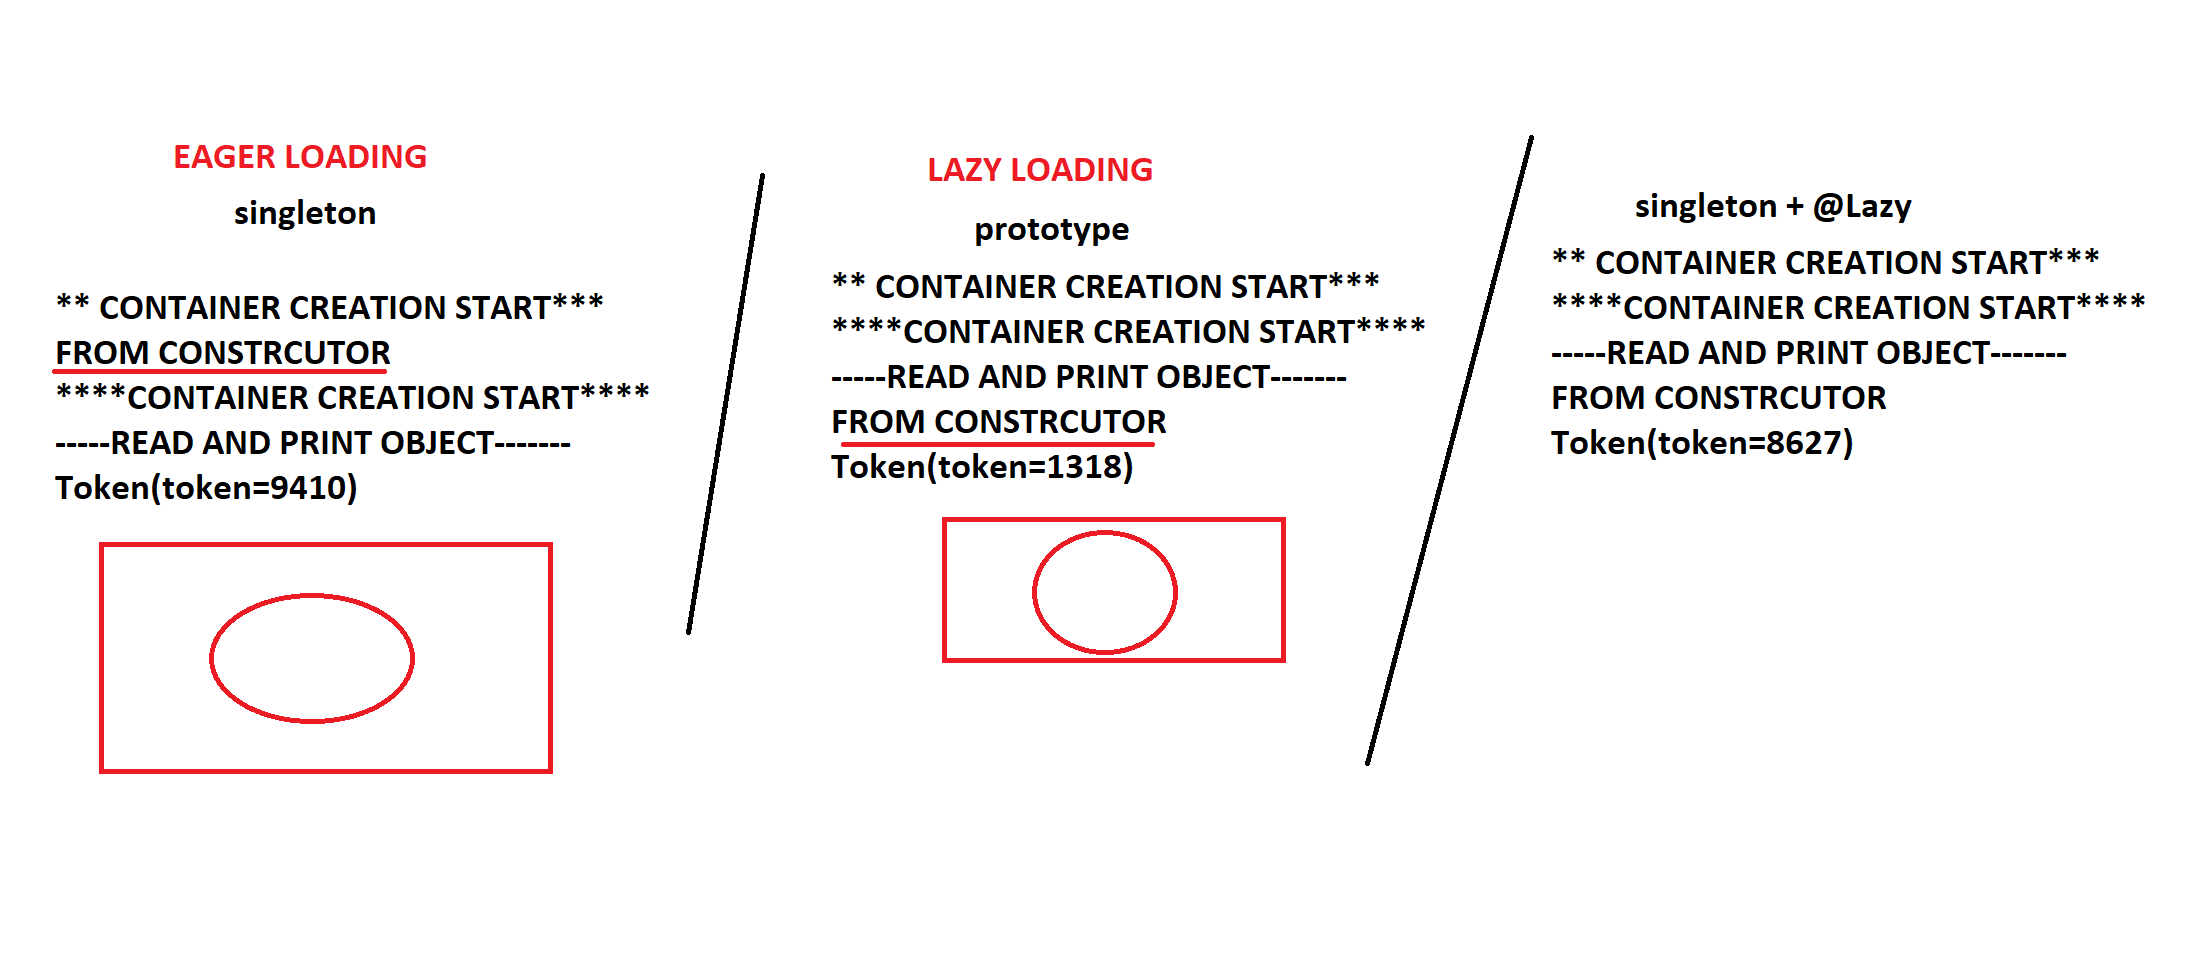 EAGER LOADING
singleton
** CONTAINER CREATION START***
FROM CONSTRCUTOR
****CONTAINER CREATION START****
-----READ AND PRINT OBJECT-------
Token(token=9410)
LAZY LOADING
prototype
** CONTAINER CREATION START***
****CONTAINER CREATION START****
-----READ AND PRINT OBJECT-------
FROM CONSTRCUTOR
Token(token=1318)
singleton + @Lazy
** CONTAINER CREATION START***
****CONTAINER CREATION START****
-----READ AND PRINT OBJECT-------
FROM CONSTRCUTOR
Token(token=8627)